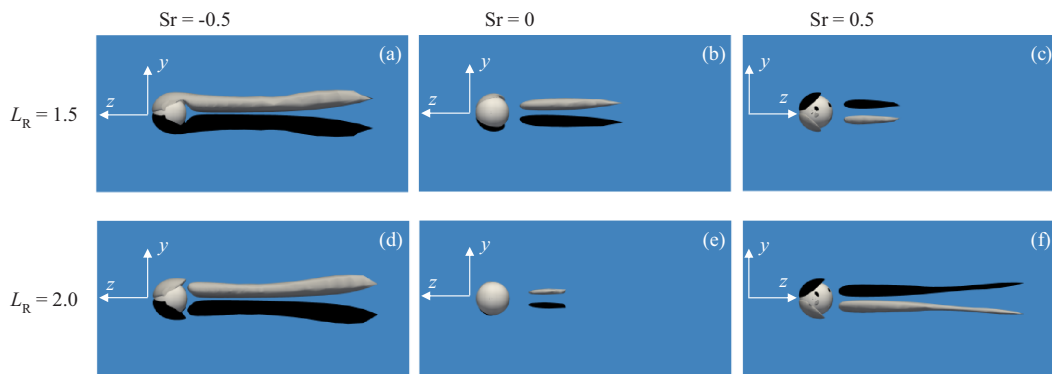 Sr = -0.5 Sr = 0 Sr = 0.5
(a) (b) (c)
y y y
L_R = 1.5 z z z
(d) (e) (f)
y y y
L_R = 2.0 z z z